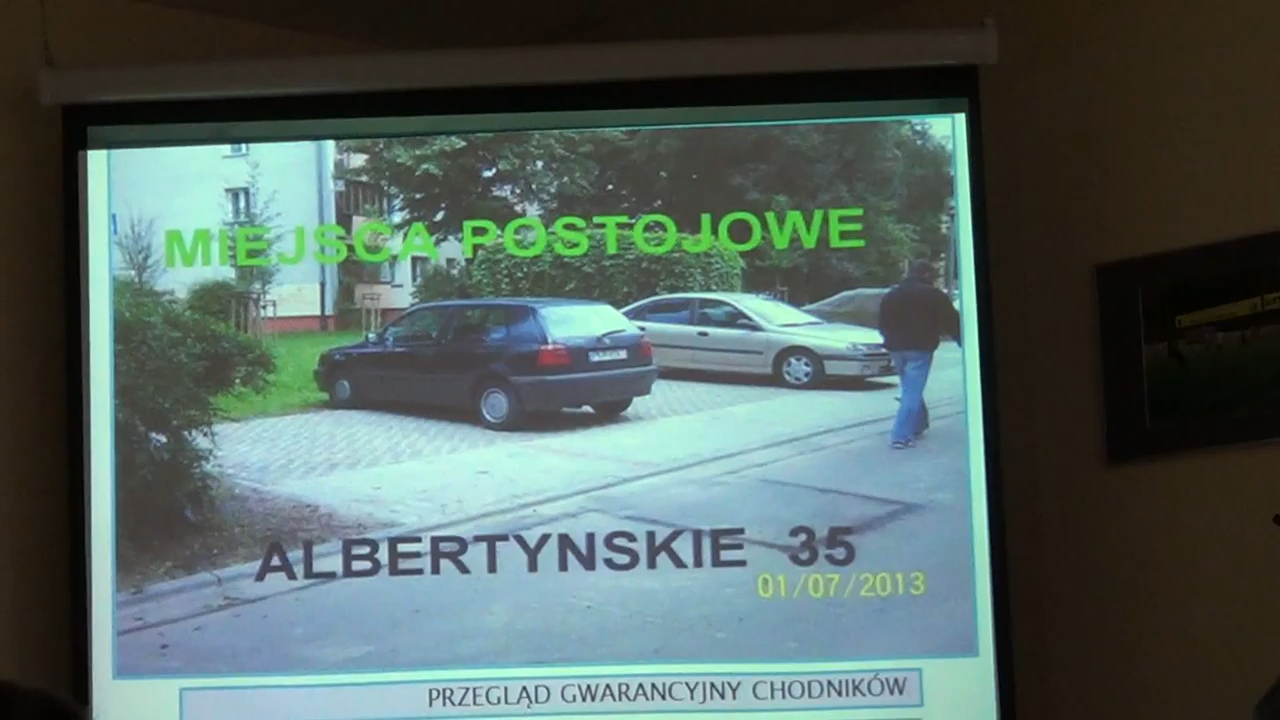 MIEJSCA POSTOJOWE
ALBERTYNSKIE 35
01/07/2013
PRZEGLĄD GWARANCYJNY CHODNIKÓW